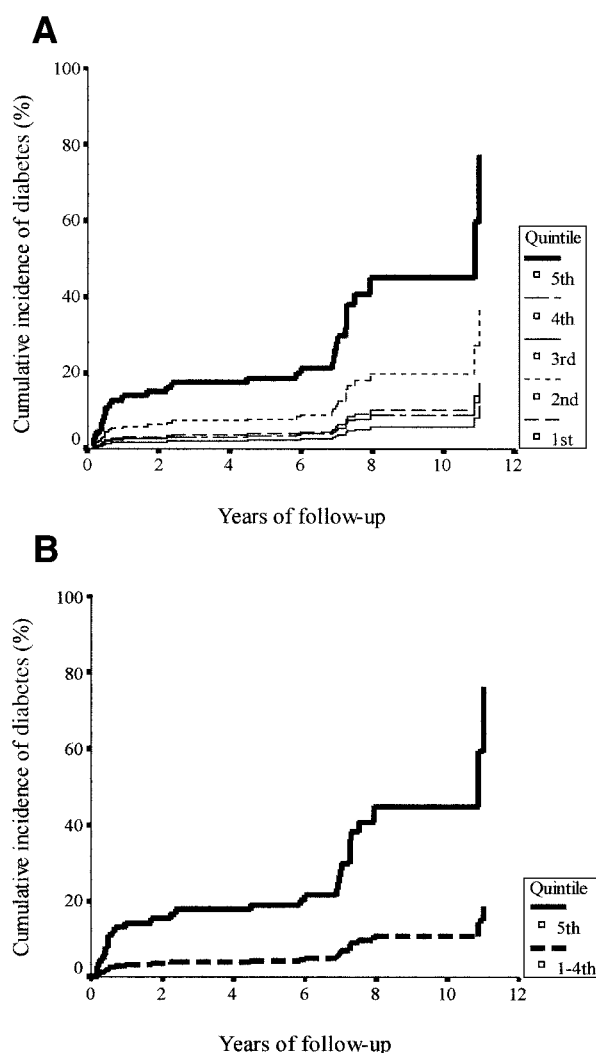 A
Cumulative incidence of diabetes (%)
100
80
60
40
20
0
0 2 4 6 8 10 12
Years of follow-up
Quintile
5th
4th
3rd
2nd
1st
B
Cumulative incidence of diabetes (%)
100
80
60
40
20
0
0 2 4 6 8 10 12
Years of follow-up
Quintile
5th
1-4th